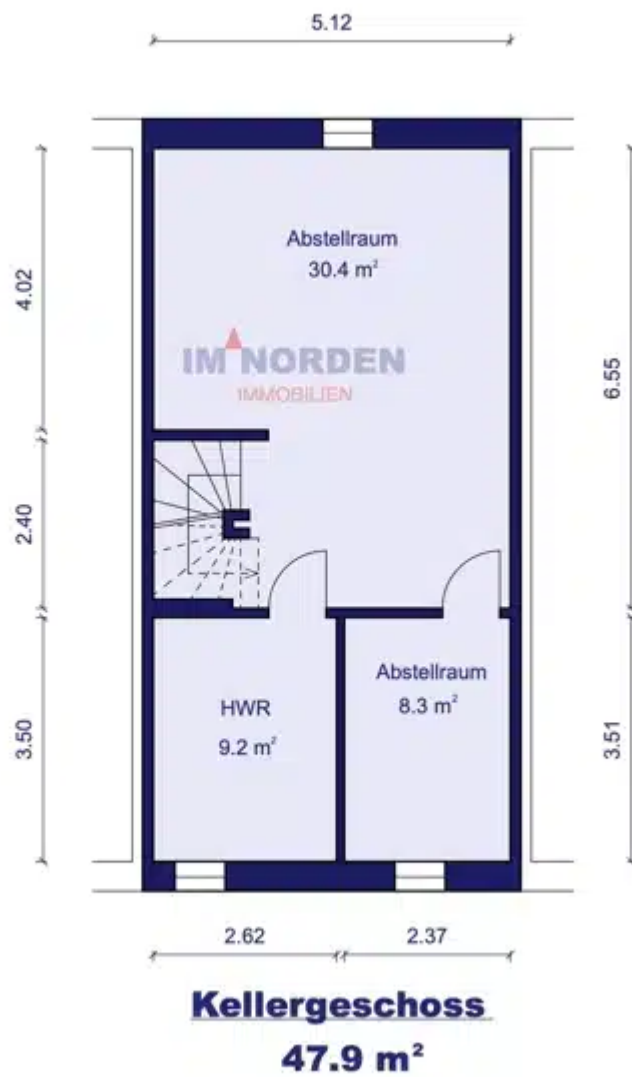 5.12
Abstellraum
30.4 m²
4.02
IM NORDEN
IMMOBILIEN
6.55
2.40
Abstellraum
8.3 m²
HWR
9.2 m²
3.50
3.51
2.62
2.37
Kellergeschoss
47.9 m²